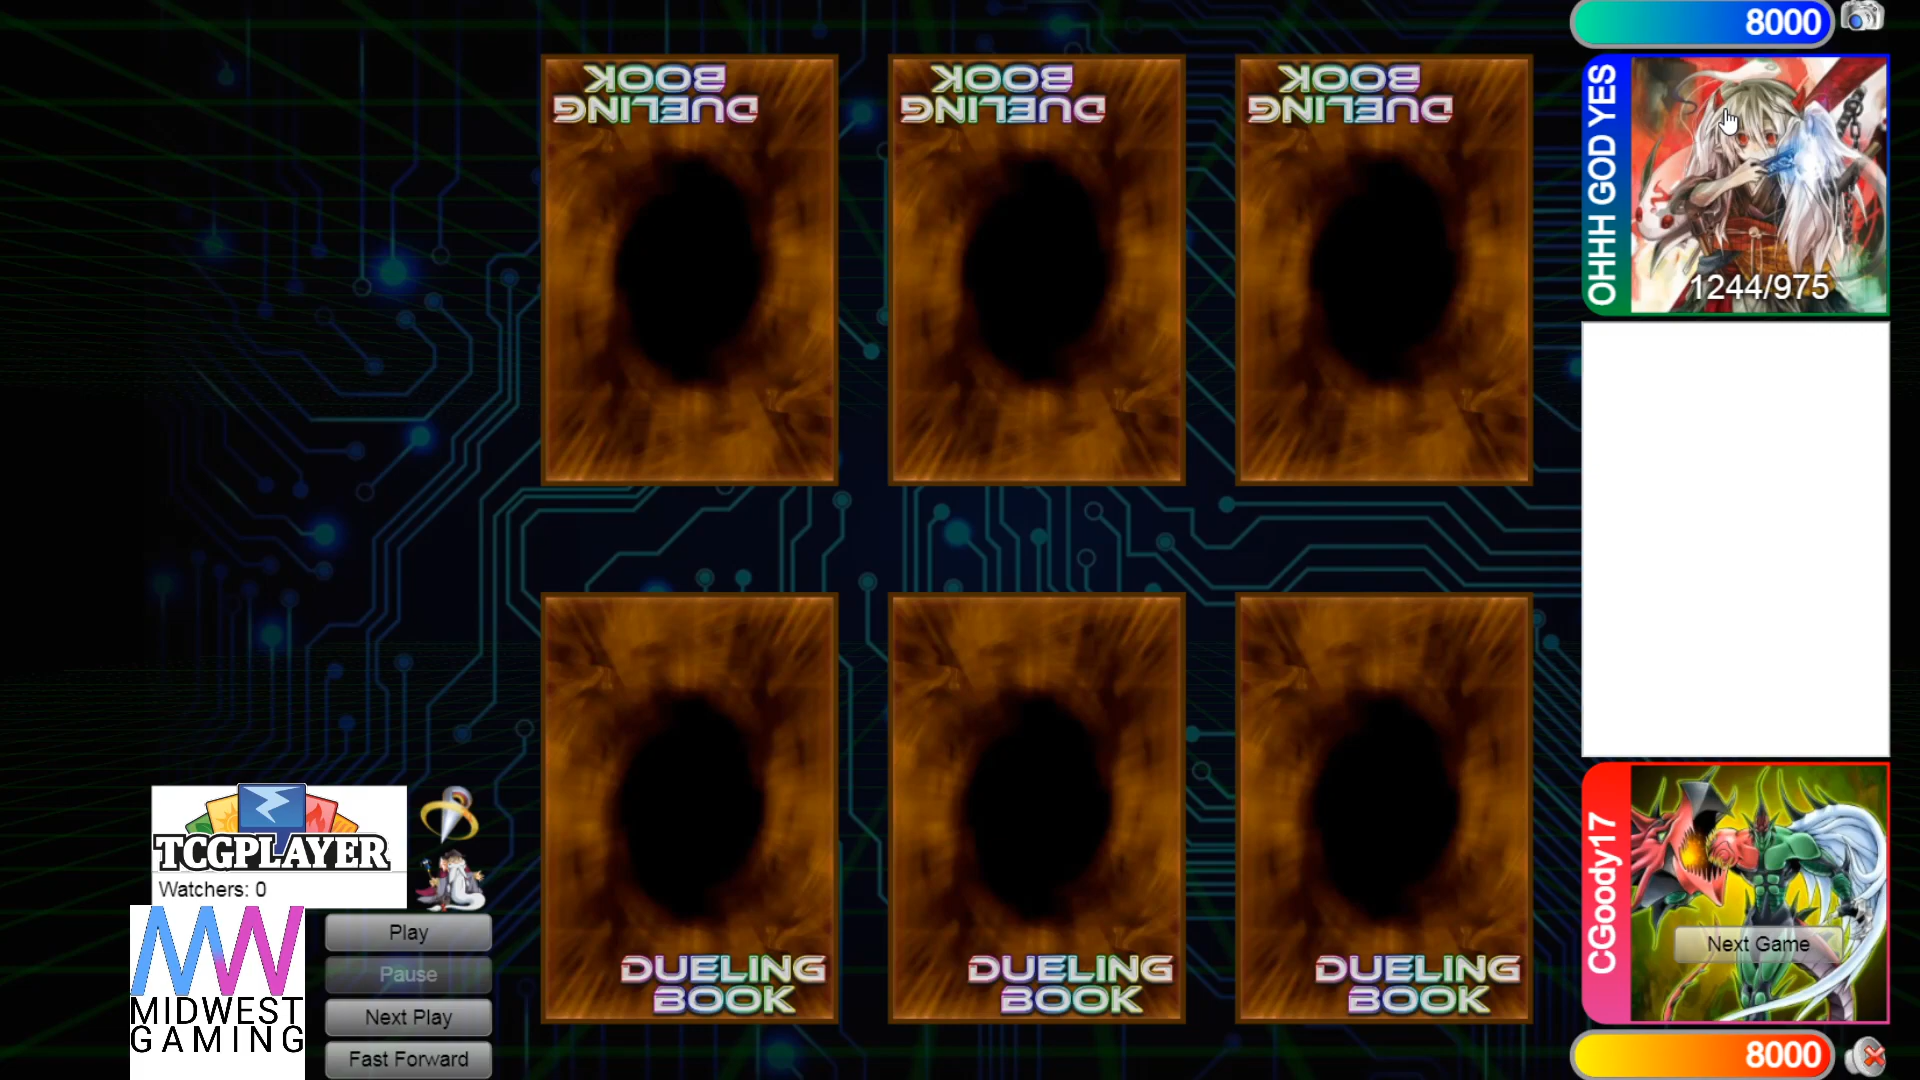 8000
DUELING
BOOK
DUELING
BOOK
DUELING
BOOK
OHHH GOD YES
1244/975
TCGPLAYER
Watchers: 0
MIDWEST
GAMING
Play
Pause
Next Play
Fast Forward
DUELING
BOOK
DUELING
BOOK
DUELING
BOOK
CGoody17
Next Game
8000